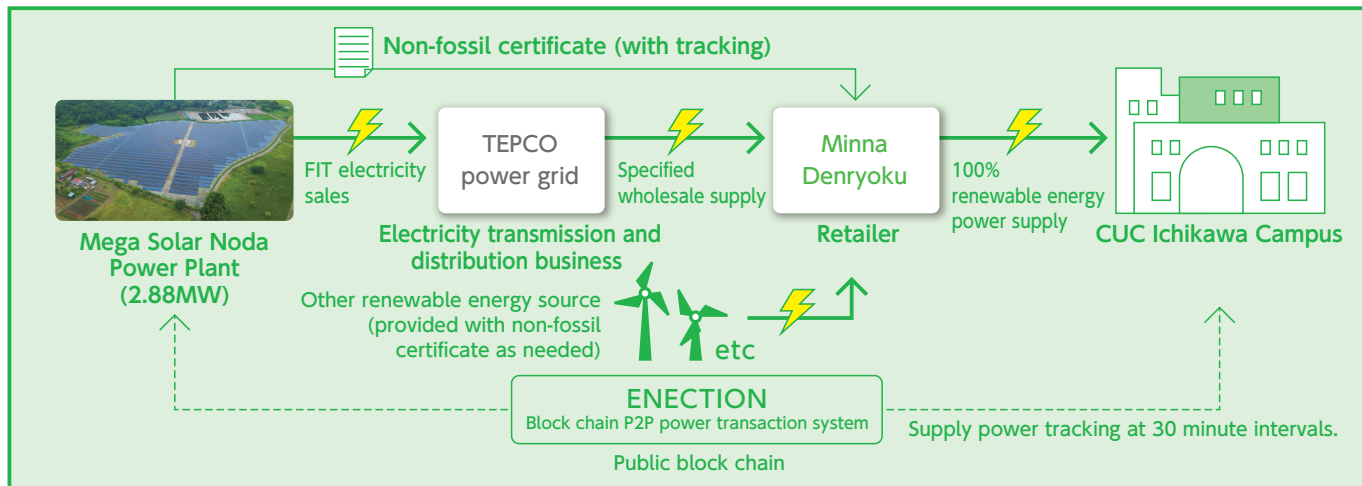 Non-fossil certificate (with tracking)
FIT electricity
sales
TEPCO
power grid
Specified
wholesale supply
Minna
Denryoku
100%
renewable energy
power supply
Mega Solar Noda
Power Plant
(2.88MW)
Electricity transmission and
distribution business
Retailer
CUC Ichikawa Campus
Other renewable energy source
(provided with non-fossil
certificate as needed)
etc
ENECTION
Block chain P2P power transaction system
Supply power tracking at 30 minute intervals.
Public block chain